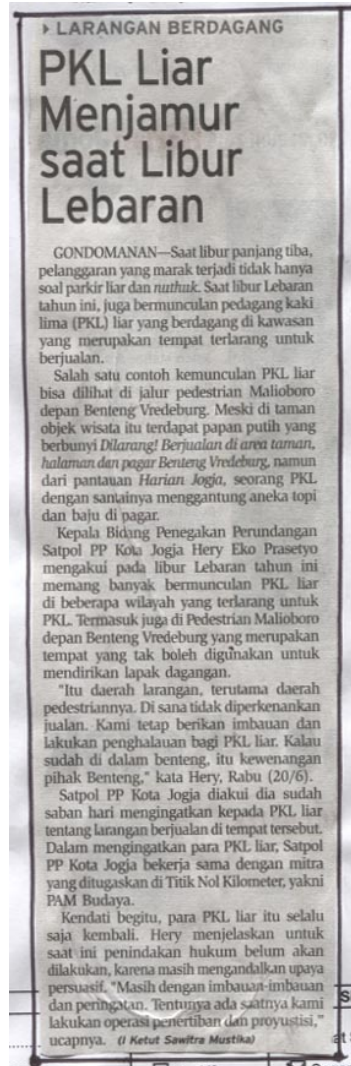 LARANGAN BERDAGANG
PKL Liar
Menjamur
saat Libur
Lebaran
GONDOMANAN—Saat libur panjang tiba,
pelanggaran yang marak terjadi tidak hanya
soal parkir liar dan nuthuk. Saat libur Lebaran
tahun ini, juga bermunculan pedagang kaki
lima (PKL) liar yang berdagang di kawasan
yang merupakan tempat terlarang untuk
berjualan.
Salah satu contoh kemunculan PKL liar
bisa dilihat di jalur pedestrian Malioboro
depan Benteng Vredeburg. Meski di taman
objek wisata itu terdapat papan putih yang
berbunyi Dilarang! Berjualan di area taman,
halaman dan pagar Benteng Vredeburg, namun
dari pantauan Harian Jogja, seorang PKL
dengan santainya menggantung aneka topi
dan baju di pagar.
Kepala Bidang Penegakan Perundangan
Satpol PP Kota Jogja Hery Eko Prasetyo
mengakui pada libur Lebaran tahun ini
memang banyak bermunculan PKL liar
di beberapa wilayah yang terlarang untuk
PKL. Termasuk juga di Pedestrian Malioboro
depan Benteng Vredeburg yang merupakan
tempat yang tak boleh digunakan untuk
mendirikan lapak dagangan.
"Itu daerah larangan, terutama daerah
pedestriannya. Di sana tidak diperkenankan
jualan. Kami tetap berikan imbauan dan
lakukan penghalauan bagi PKL liar. Kalau
sudah di dalam benteng, itu kewenangan
pihak Benteng," kata Hery, Rabu (20/6).
Satpol PP Kota Jogja diakui dia sudah
saban hari mengingatkan kepada PKL liar
tentang larangan berjualan di tempat tersebut.
Dalam mengingatkan para PKL liar, Satpol
PP Kota Jogja bekerja sama dengan mitra
yang ditugaskan di Titik Nol Kilometer, yakni
PAM Budaya.
Kendati begitu, para PKL liar itu selalu
saja kembali. Hery menjelaskan untuk
saat ini penindakan hukum belum akan
dilakukan, karena masih mengandalkan upaya
persuasif. "Masih dengan imbauan-imbauan
dan peringatan. Tentunya ada saatnya kami
lakukan operasi penertiban dan proyustisi,"
ucapnya. (I Ketut Sawitra Mustika)